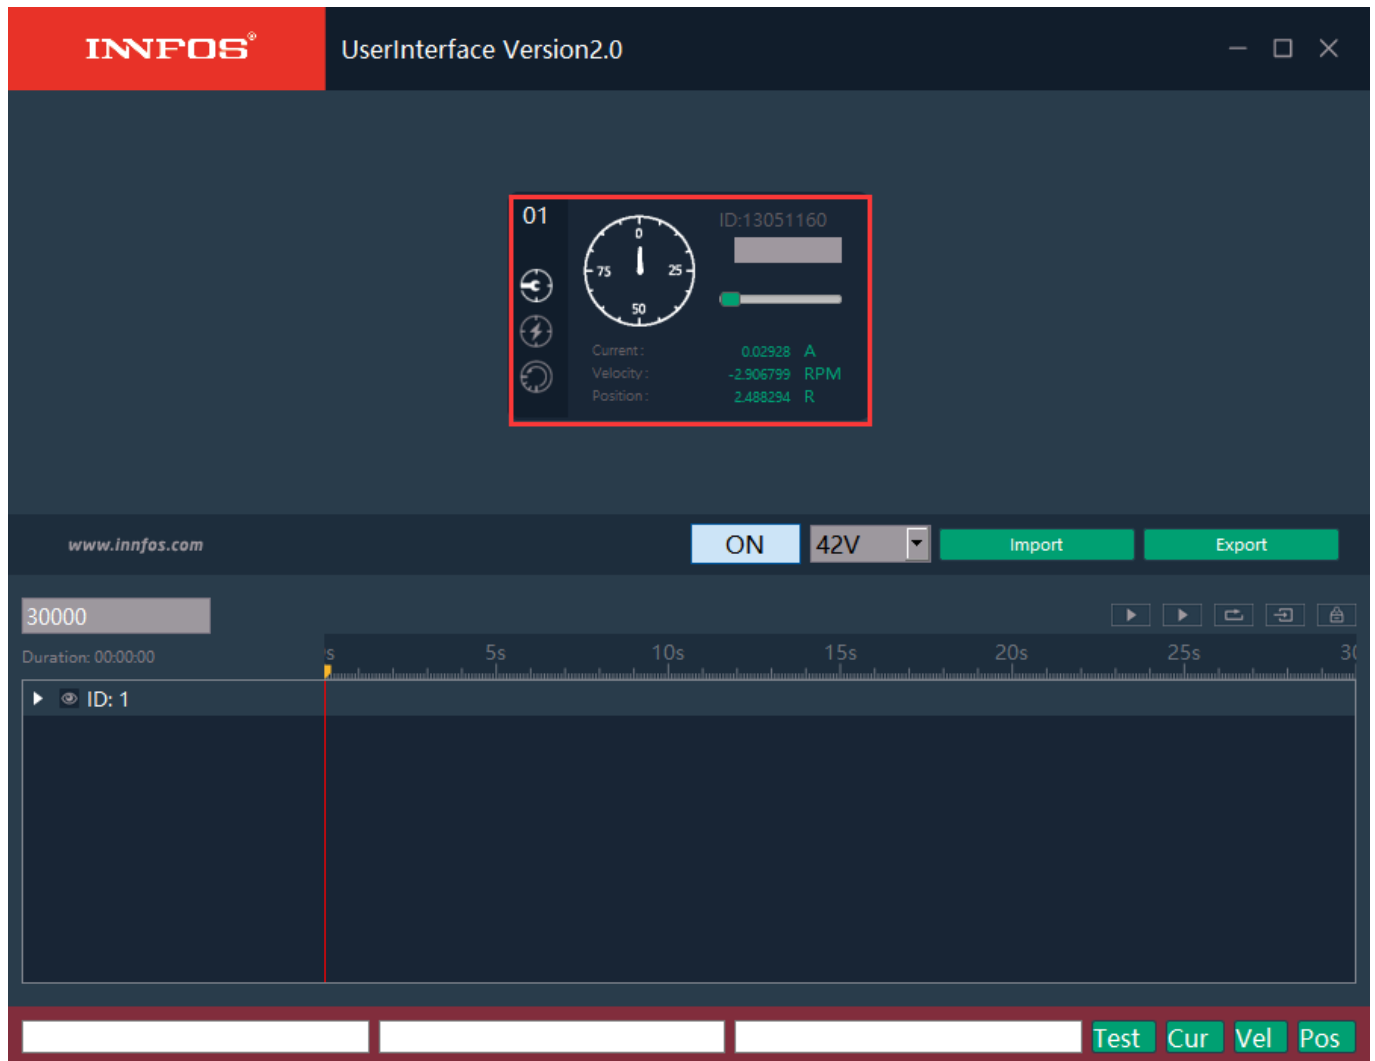 INNFOS®
UserInterface Version2.0
01
ID:13051160
0
75
25
50
Current: 0.02928 A
Velocity: -2.906799 RPM
Position: 2.488294 R
www.innfos.com
ON
42V
Import
Export
30000
Duration: 00:00:00
s 5s 10s 15s 20s 25s 30
ID: 1
Test Cur Vel Pos